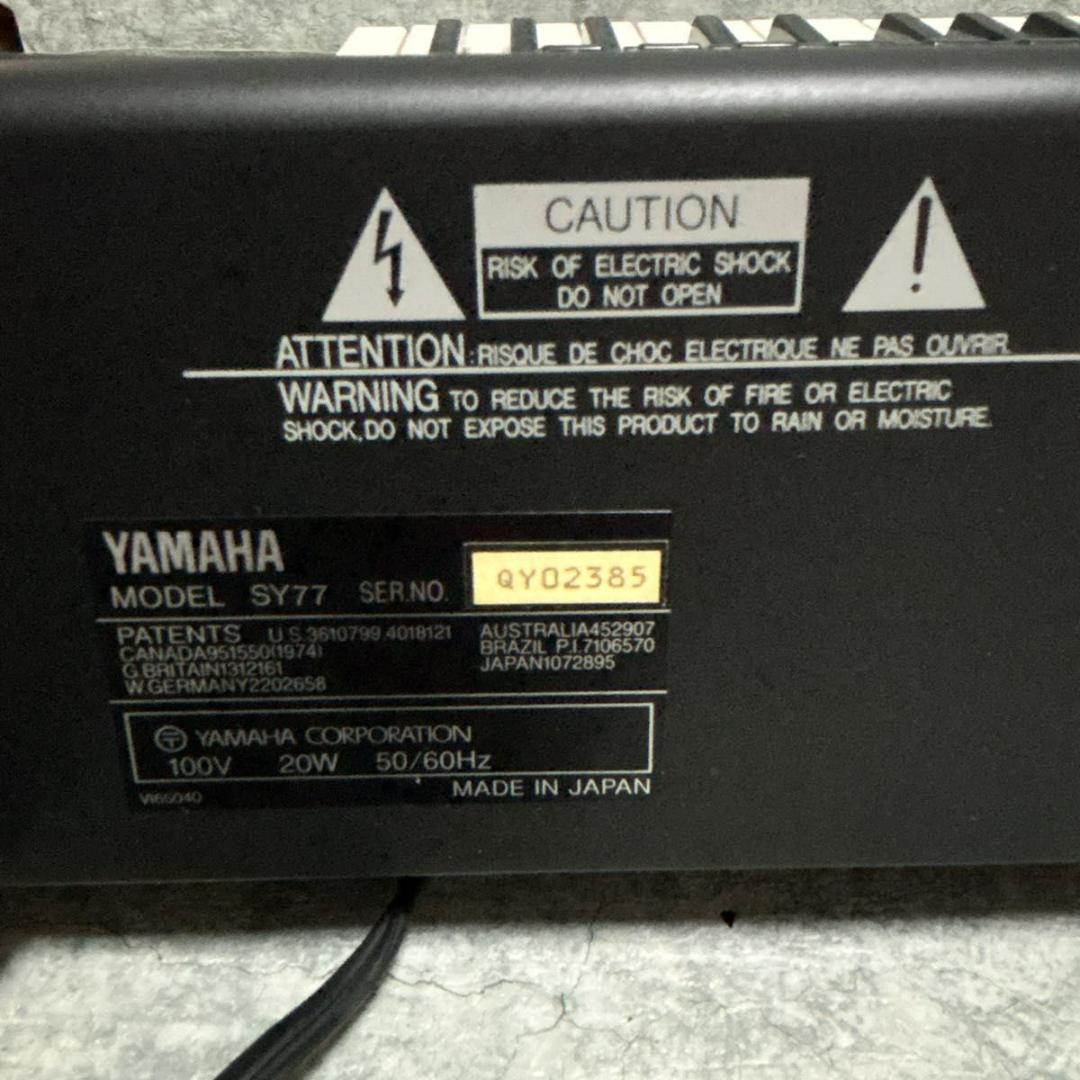 CAUTION
RISK OF ELECTRIC SHOCK
DO NOT OPEN
ATTENTION:RISQUE DE CHOC ELECTRIQUE NE PAS OUVRIR
WARNING TO REDUCE THE RISK OF FIRE OR ELECTRIC
SHOCK,DO NOT EXPOSE THIS PRODUCT TO RAIN OR MOISTURE.
YAMAHA
MODEL SY77 SER.NO. QY02385
PATENTS U.S.3610799.4018121
CANADA951550(1974)
G.BRITAIN1312161
W.GERMANY2202658
AUSTRALIA452907
BRAZIL P.I.7106570
JAPAN1072895
YAMAHA CORPORATION
100V 20W 50/60Hz
MADE IN JAPAN
VI65040